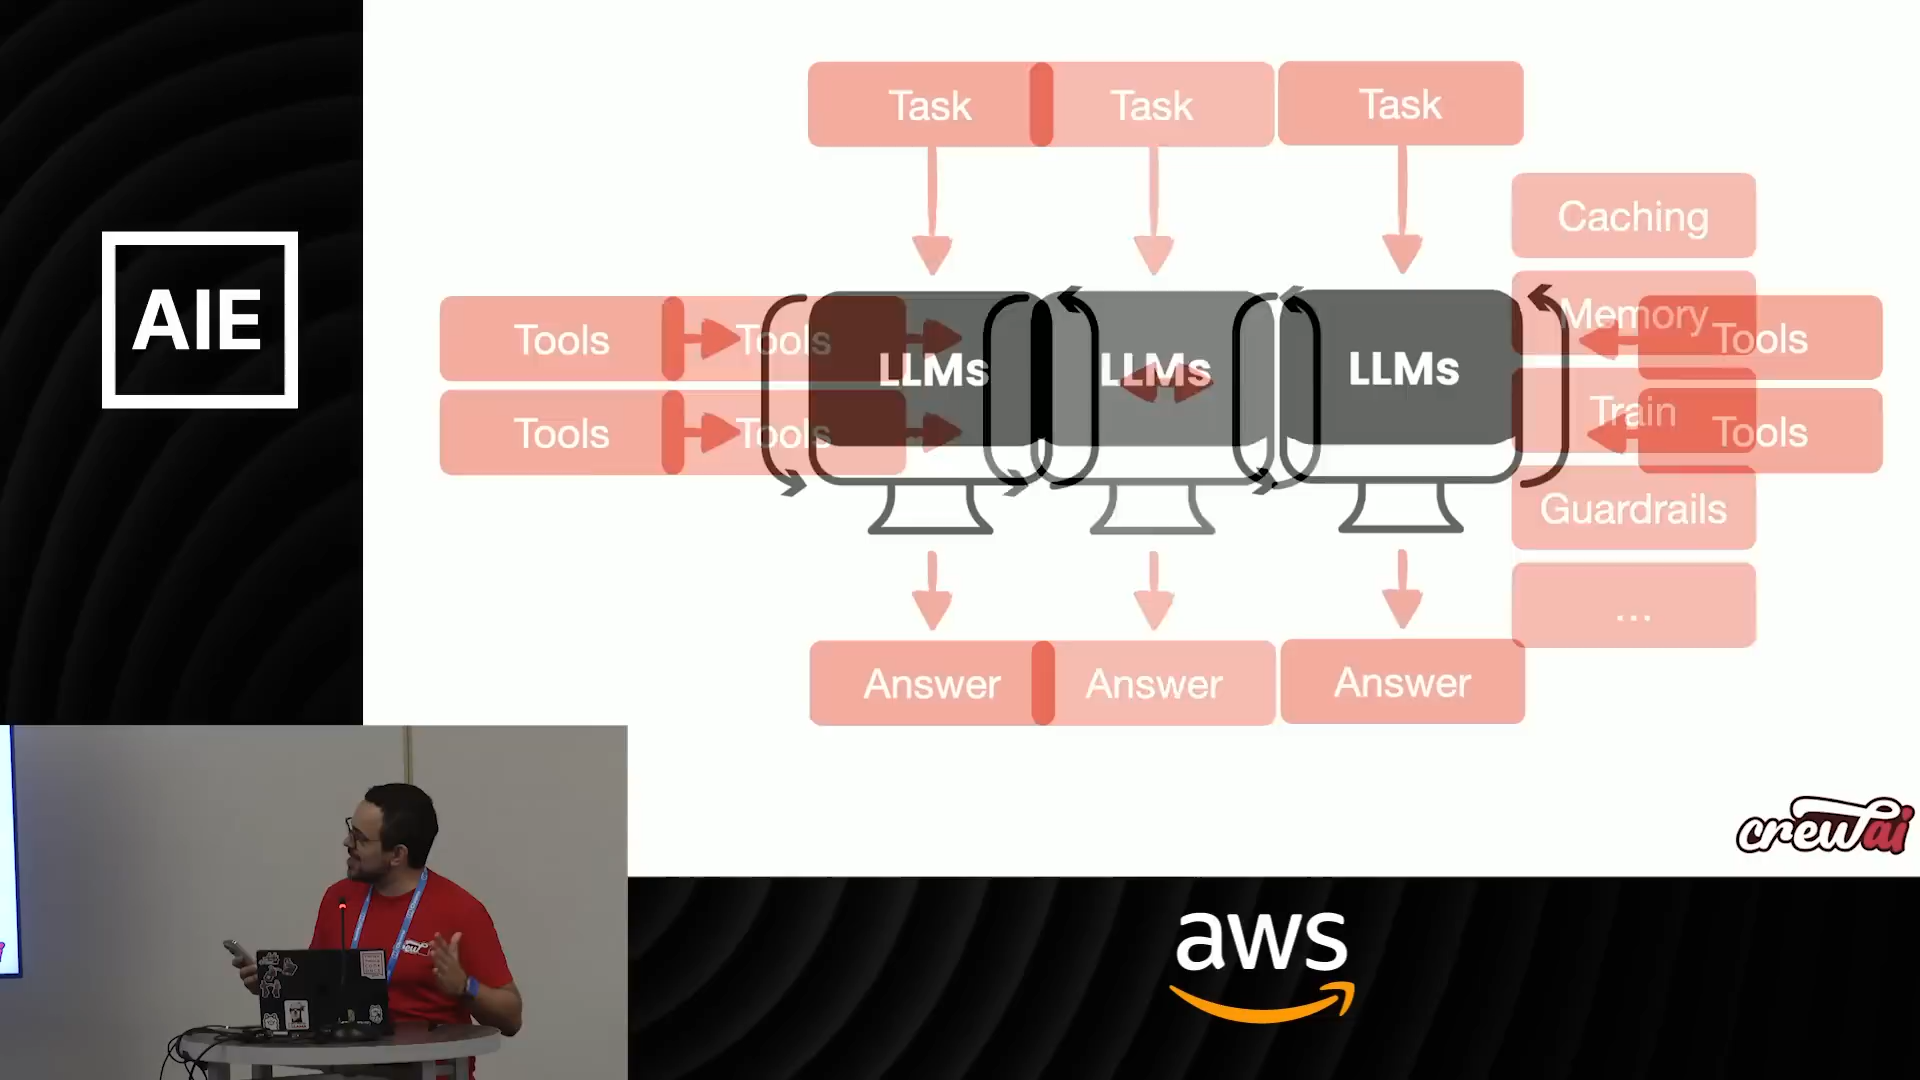 AIE
Task Task Task
Caching
Memory
Tools Tools LLMs LLMs LLMs Tools
Train
Tools Tools Tools
Guardrails
...
Answer Answer Answer
crewai
aws